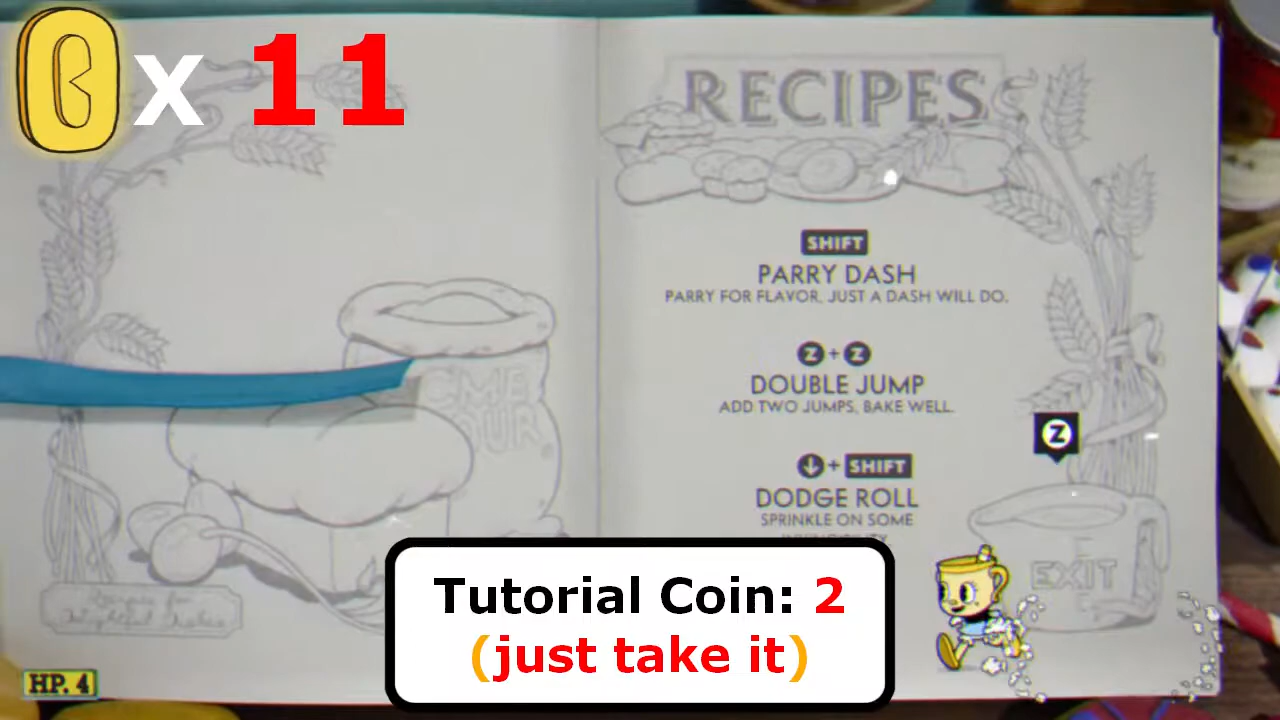 x 11
RECIPES
SHIFT
PARRY DASH
PARRY FOR FLAVOR, JUST A DASH WILL DO.
Z + Z
DOUBLE JUMP
ADD TWO JUMPS, BAKE WELL.
Z
↓ + SHIFT
DODGE ROLL
SPRINKLE ON SOME
EXIT
Tutorial Coin: 2
(just take it)
HP. 4